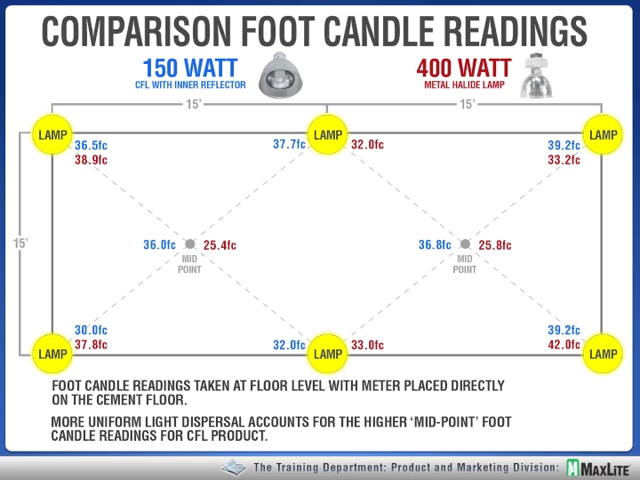 COMPARISON FOOT CANDLE READINGS
150 WATT
CFL WITH INNER REFLECTOR
400 WATT
METAL HALIDE LAMP
15'
15'
LAMP
LAMP
LAMP
36.5fc
38.9fc
37.7fc
32.0fc
39.2fc
33.2fc
15'
36.0fc
25.4fc
MID
POINT
36.8fc
25.8fc
MID
POINT
30.0fc
37.8fc
32.0fc
33.0fc
39.2fc
42.0fc
LAMP
LAMP
LAMP
FOOT CANDLE READINGS TAKEN AT FLOOR LEVEL WITH METER PLACED DIRECTLY
ON THE CEMENT FLOOR.
MORE UNIFORM LIGHT DISPERSAL ACCOUNTS FOR THE HIGHER ‘MID-POINT’ FOOT
CANDLE READINGS FOR CFL PRODUCT.
The Training Department: Product and Marketing Division: MAXLITE